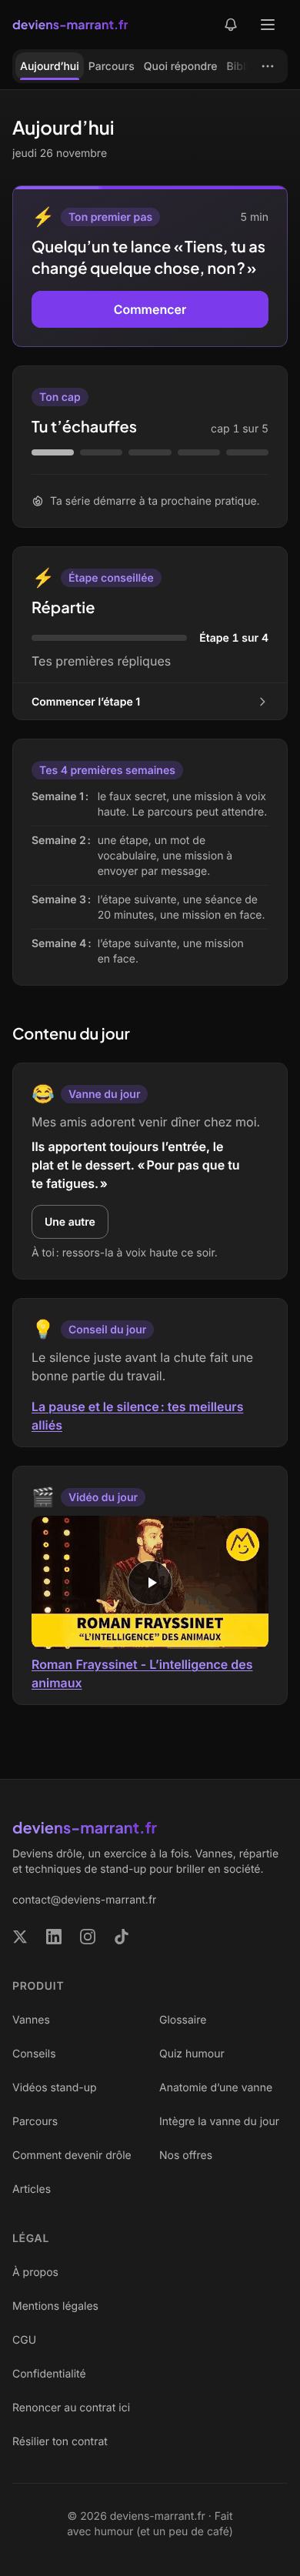 deviens-marrant.fr
Aujourd’hui Parcours Quoi répondre
Aujourd’hui
jeudi 26 novembre
Ton premier pas 5 min
Quelqu’un te lance « Tiens, tu as
changé quelque chose, non ? »
Commencer
Ton cap
Tu t’échauffes cap 1 sur 5
Ta série démarre à ta prochaine pratique.
Étape conseillée
Répartie
Étape 1 sur 4
Tes premières répliques
Commencer l’étape 1
Tes 4 premières semaines
Semaine 1 : le faux secret, une mission à voix
haute. Le parcours peut attendre.
Semaine 2 : une étape, un mot de
vocabulaire, une mission à
envoyer par message.
Semaine 3 : l’étape suivante, une séance de
20 minutes, une mission en face.
Semaine 4 : l’étape suivante, une mission
en face.
Contenu du jour
Vanne du jour
Mes amis adorent venir dîner chez moi.
Ils apportent toujours l’entrée, le
plat et le dessert. « Pour pas que tu
te fatigues. »
Une autre
À toi : ressors-la à voix haute ce soir.
Conseil du jour
Le silence juste avant la chute fait une
bonne partie du travail.
La pause et le silence : tes meilleurs
alliés
Vidéo du jour
ROMAN FRAYSSINET
“L’INTELLIGENCE” DES ANIMAUX
Roman Frayssinet - L’intelligence des
animaux
deviens-marrant.fr
Deviens drôle, un exercice à la fois. Vannes, répartie
et techniques de stand-up pour briller en société.
contact@deviens-marrant.fr
PRODUIT
Vannes Glossaire
Conseils Quiz humour
Vidéos stand-up Anatomie d’une vanne
Parcours Intègre la vanne du jour
Comment devenir drôle Nos offres
Articles
LÉGAL
À propos
Mentions légales
CGU
Confidentialité
Renoncer au contrat ici
Résilier ton contrat
© 2026 deviens-marrant.fr · Fait
avec humour (et un peu de café)